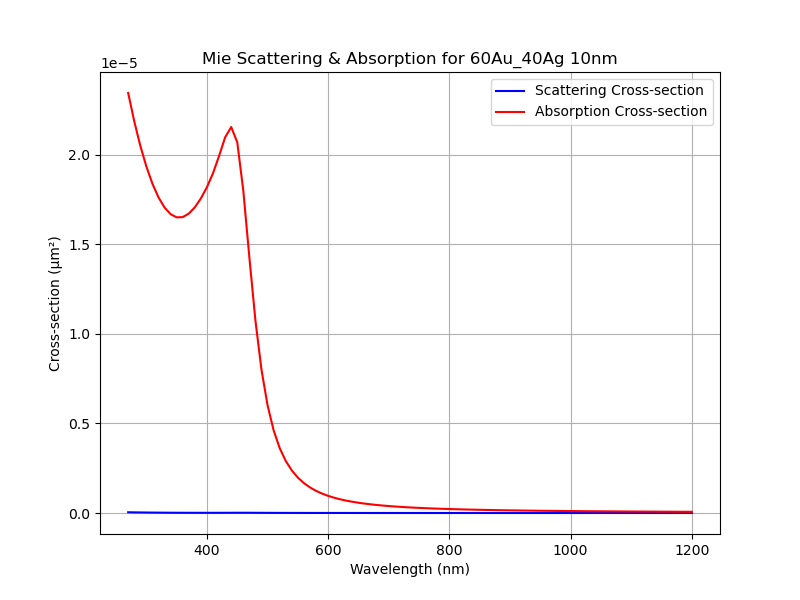 Mie Scattering & Absorption for 60Au_40Ag 10nm
1e−5
Scattering Cross-section
Absorption Cross-section
2.0
1.5
1.0
0.5
0.0
Cross-section (μm²)
400 600 800 1000 1200
Wavelength (nm)